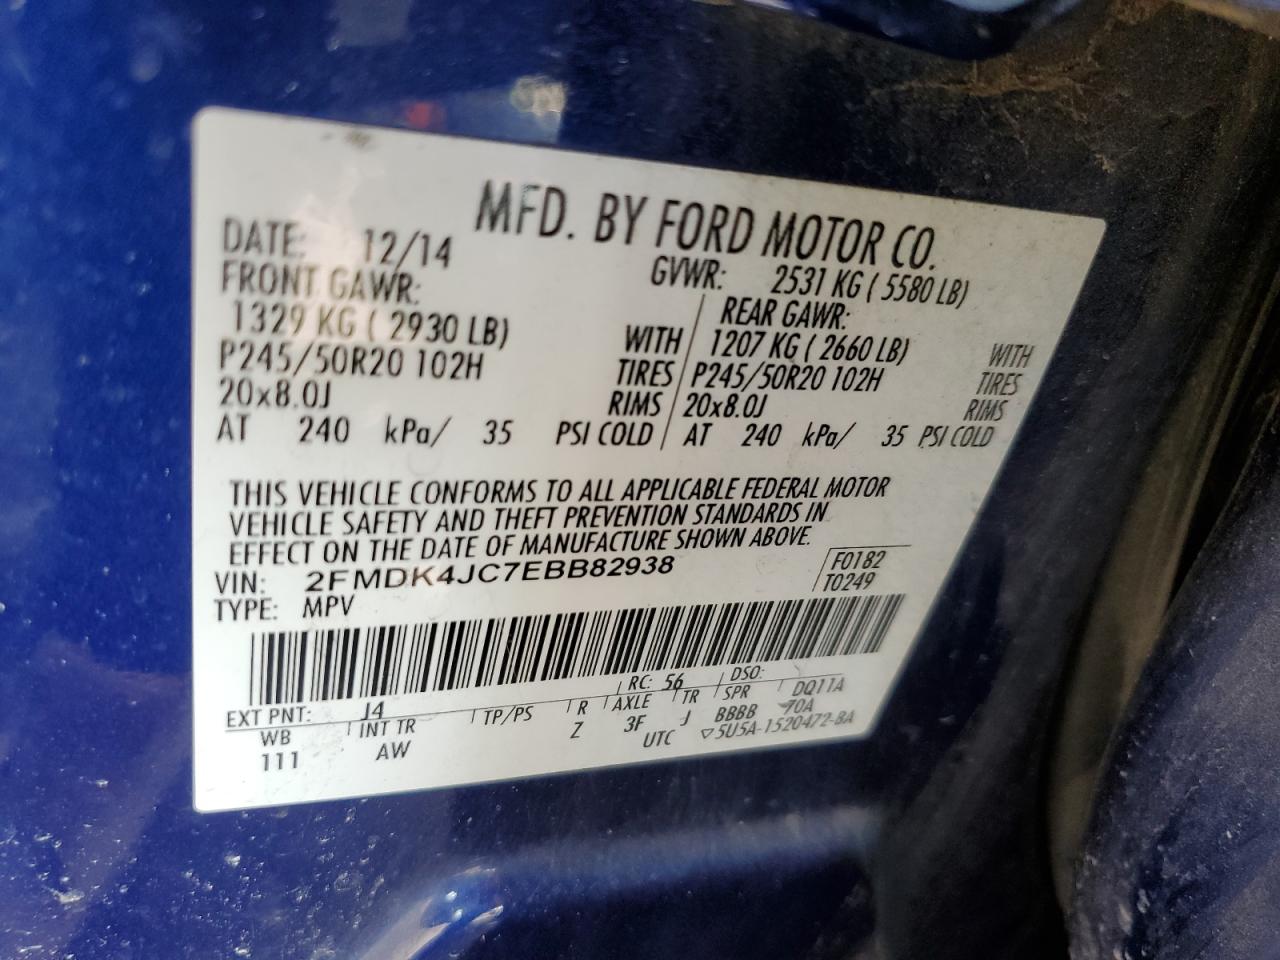 MFD. BY FORD MOTOR CO.
DATE: 12/14 GVWR: 2531 KG ( 5580 LB)
FRONT GAWR: REAR GAWR:
1329 KG ( 2930 LB) WITH 1207 KG ( 2660 LB) WITH
P245/50R20 102H TIRES P245/50R20 102H TIRES
20x8.0J RIMS 20x8.0J RIMS
AT 240 kPa/ 35 PSI COLD AT 240 kPa/ 35 PSI COLD
THIS VEHICLE CONFORMS TO ALL APPLICABLE FEDERAL MOTOR
VEHICLE SAFETY AND THEFT PREVENTION STANDARDS IN
EFFECT ON THE DATE OF MANUFACTURE SHOWN ABOVE.
VIN: 2FMDK4JC7EBB82938 F0182
TYPE: MPV T0249
EXT PNT: J4 RC: 56 DSO:
WB INT TR TP/PS R AXLE TR SPR DQ11A
111 AW Z 3F J BBBB 70A
UTC ▽5U5A-1520472-BA